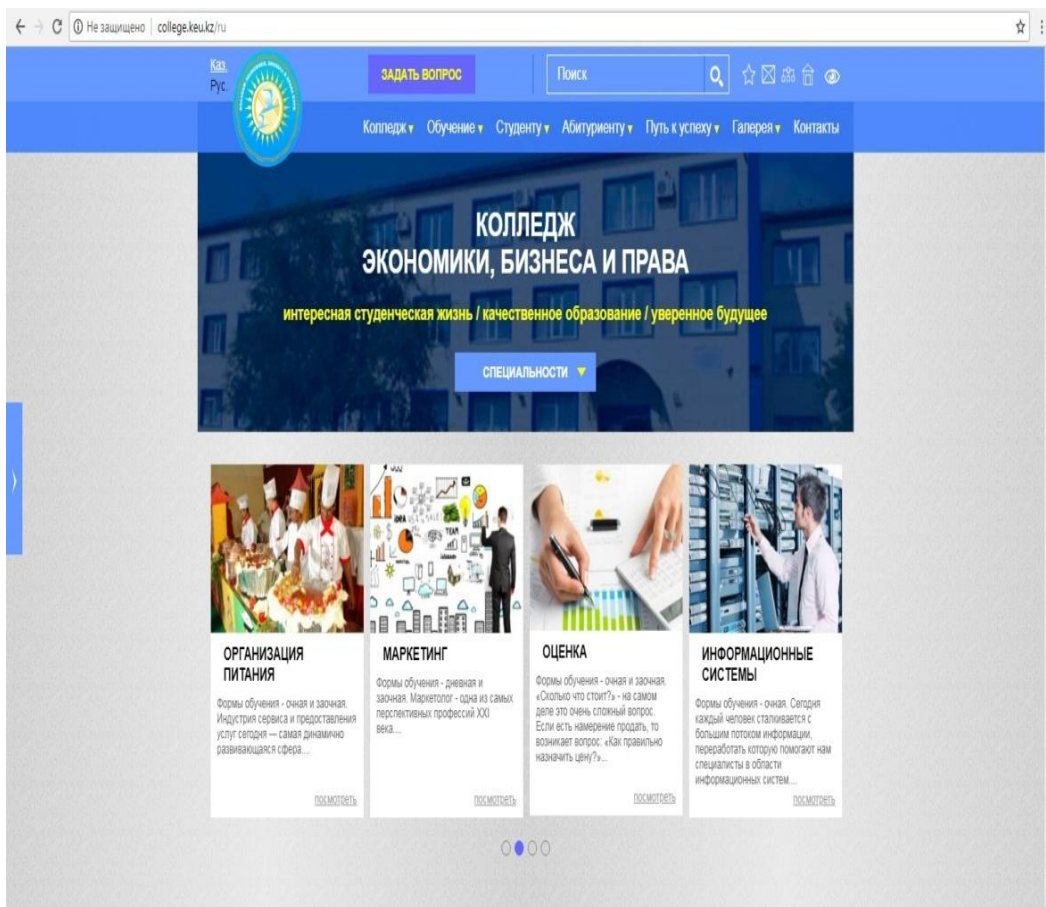 Не защищено | college.keu.kz/ru
Каз.
Рус.
ЗАДАТЬ ВОПРОС
Поиск
Колледж Обучение Студенту Абитуриенту Путь к успеху Галерея Контакты
КОЛЛЕДЖ
ЭКОНОМИКИ, БИЗНЕСА И ПРАВА
интересная студенческая жизнь / качественное образование / уверенное будущее
СПЕЦИАЛЬНОСТИ
ОРГАНИЗАЦИЯ
ПИТАНИЯ
Формы обучения - очная и заочная.
Индустрия сервиса и предоставления
услуг сегодня — самая динамично
развивающаяся сфера....
посмотреть
IDEA
SALE
TEAM
МАРКЕТИНГ
Формы обучения - дневная и
заочная. Маркетолог - одна из самых
перспективных профессий XXI
века....
посмотреть
ОЦЕНКА
Формы обучения - очная и заочная.
«Сколько что стоит?» - на самом
деле это очень сложный вопрос.
Если есть намерение продать, то
возникает вопрос: «Как правильно
назначить цену?»...
посмотреть
ИНФОРМАЦИОННЫЕ
СИСТЕМЫ
Формы обучения - очная. Сегодня
каждый человек сталкивается с
большим потоком информации,
переработать которую помогают нам
специалисты в области
информационных систем....
посмотреть